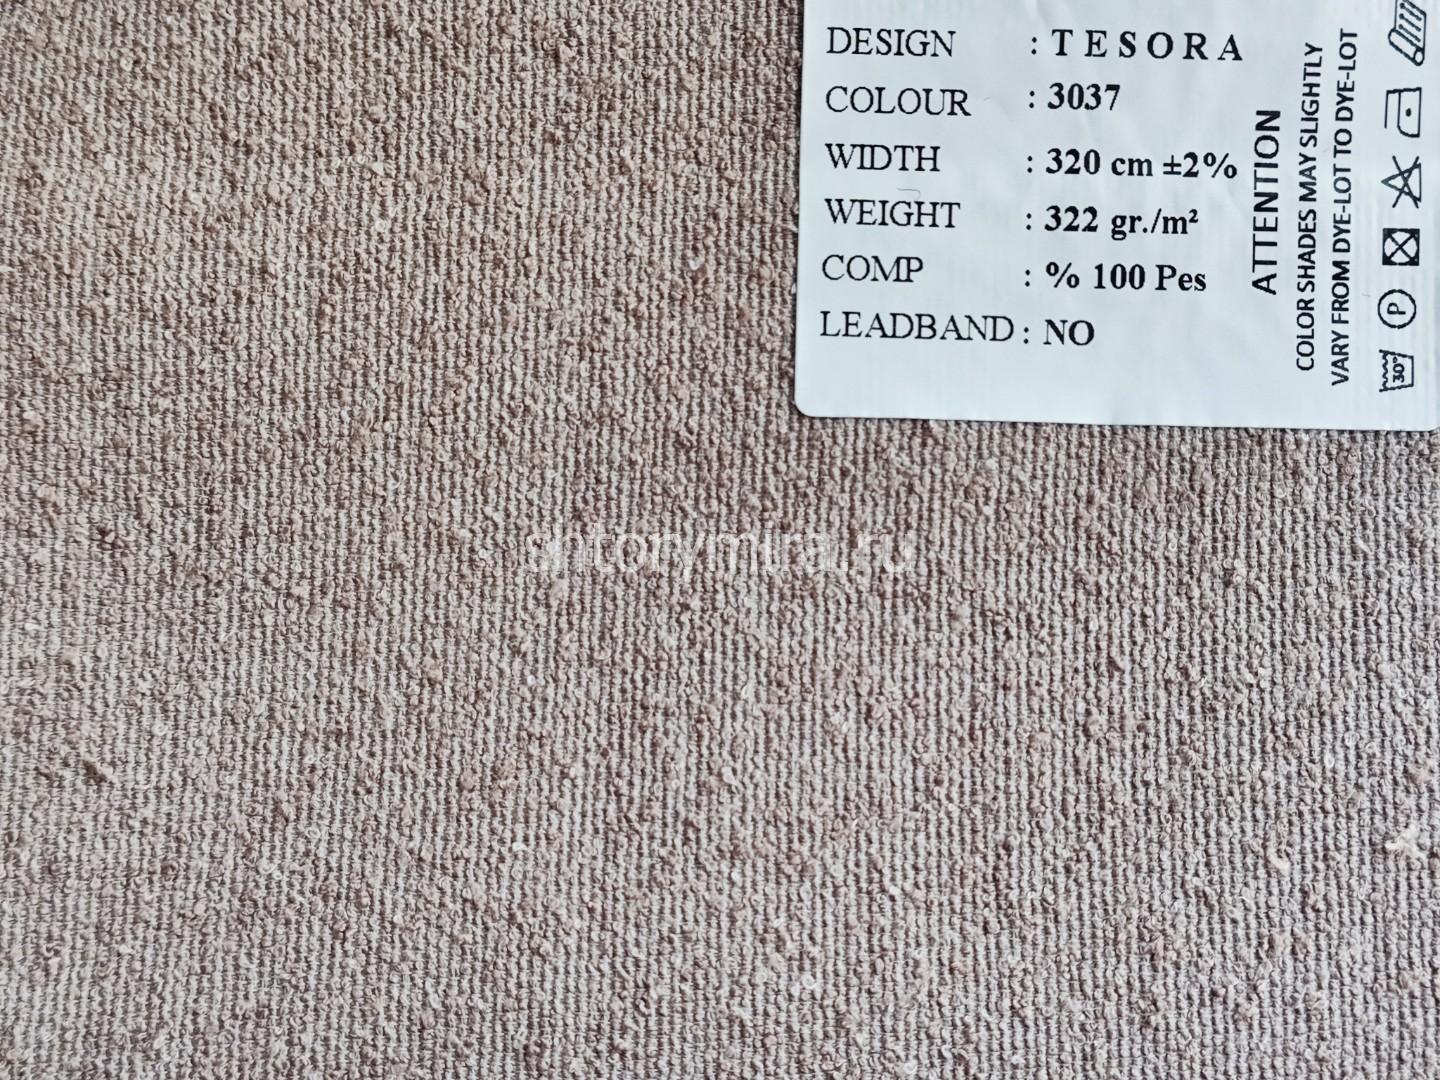 DESIGN : T E S O R A
COLOUR : 3037
WIDTH : 320 cm ±2%
WEIGHT : 322 gr./m²
COMP : % 100 Pes
LEADBAND : NO
ATTENTION
COLOR SHADES MAY SLIGHTLY
VARY FROM DYE-LOT TO DYE-LOT
P
30°
shtorymira.ru